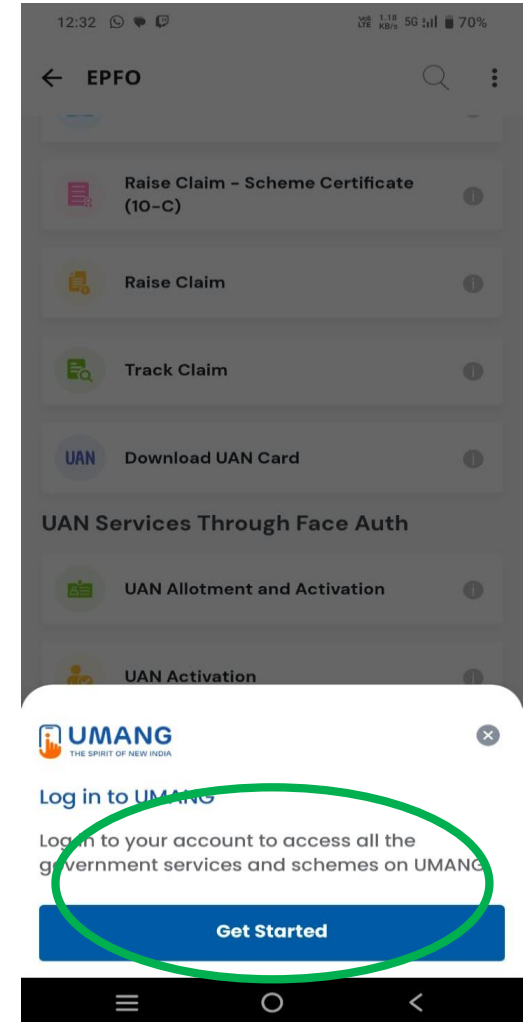 12:32
VoLTE 1.18 KB/s 5G 70%
EPFO
Raise Claim - Scheme Certificate
(10-C)
Raise Claim
Track Claim
UAN Download UAN Card
UAN Services Through Face Auth
UAN Allotment and Activation
UAN Activation
UMANG
THE SPIRIT OF NEW INDIA
Log in to UMANG
Log in to your account to access all the
government services and schemes on UMANG
Get Started